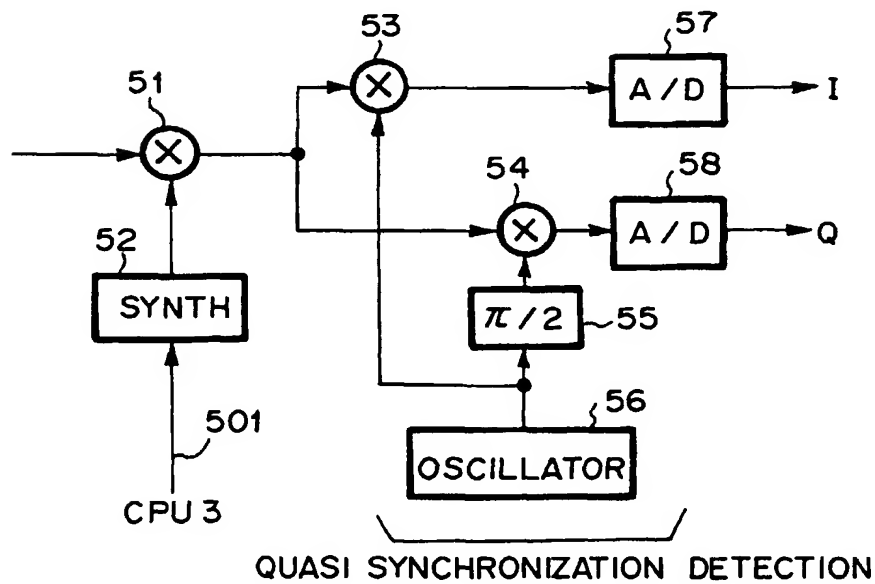 53
57
51
A/D
I
×
×
54
58
52
×
A/D
Q
SYNTH
π/2
55
501
56
OSCILLATOR
CPU 3
QUASI SYNCHRONIZATION DETECTION